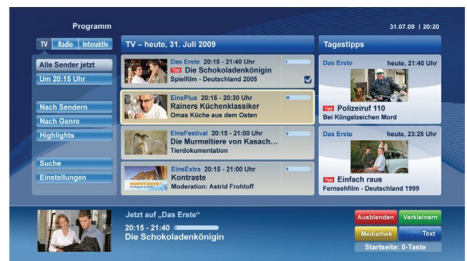 Programm
31.07.09 | 20:20
TV Radio Interaktiv
TV – heute, 31. Juli 2009
Tagestipps
Alle Sender jetzt
Um 20:15 Uhr
Nach Sendern
Nach Genre
Highlights
Suche
Einstellungen
Das Erste 20:15 - 21:40 Uhr
Tipp Die Schokoladenkönigin
Spielfilm - Deutschland 2005
EinsPlus 20:15 - 20:30 Uhr
Rainers Küchenklassiker
Omas Küche aus dem Osten
EinsFestival 20:15 - 21:00 Uhr
Die Murmeltiere von Kasach...
Tierdokumentation
EinsExtra 20:15 - 21:00 Uhr
Kontraste
Moderation: Astrid Frohloff
KONTRASTE
Das Erste heute, 21:40 Uhr
Tipp Polizeiruf 110
Bei Klingelzeichen Mord
Das Erste heute, 23:25 Uhr
Tipp Einfach raus
Fernsehfilm - Deutschland 1999
Jetzt auf „Das Erste“
20:15 - 21:40
Die Schokoladenkönigin
Ausblenden Verkleinern
Mediathek Text
Startseite: 0-Taste